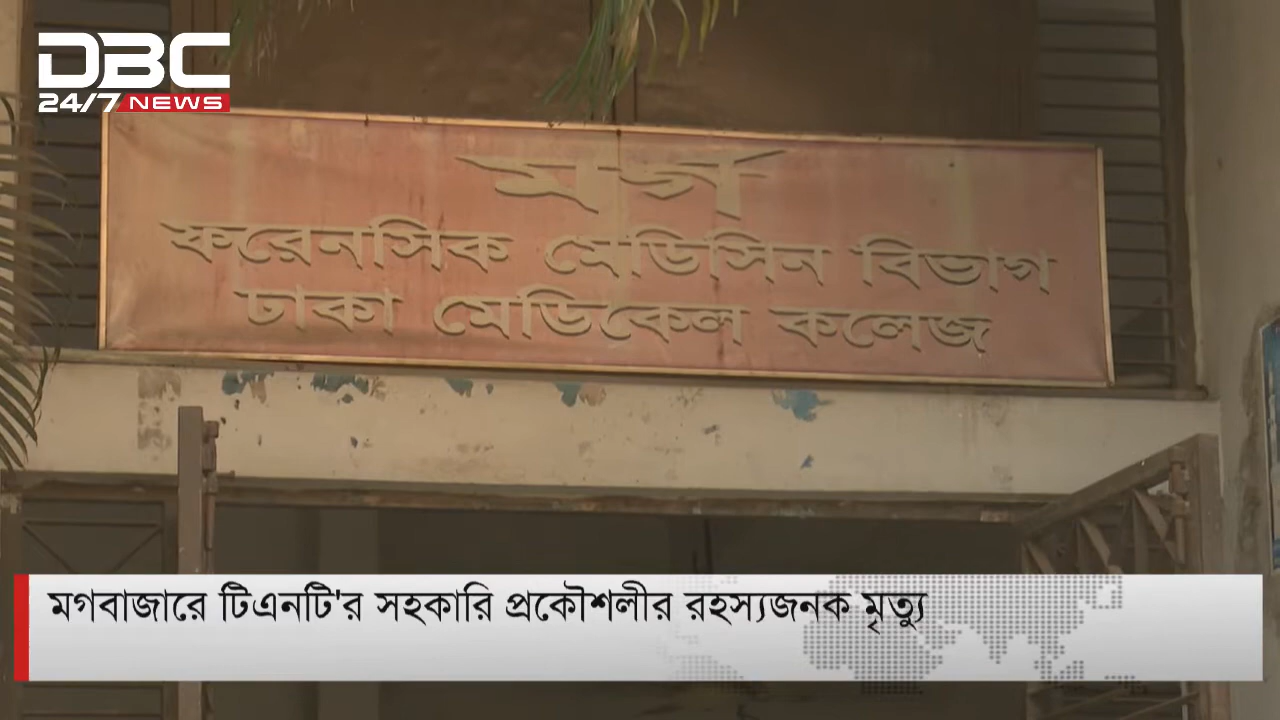 DBC
24/7 NEWS
মর্গ
ফরেনসিক মেডিসিন বিভাগ
ঢাকা মেডিকেল কলেজ
মগবাজারে টিএনটি'র সহকারি প্রকৌশলীর রহস্যজনক মৃত্যু